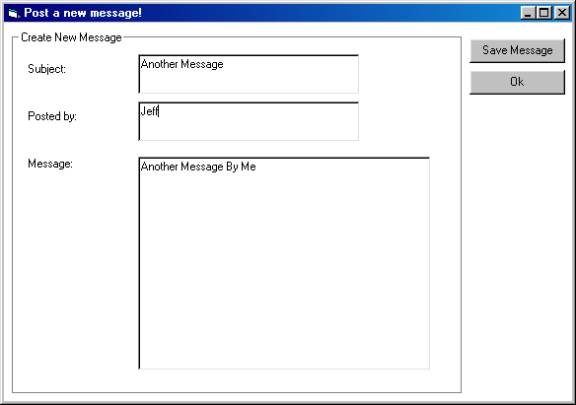 Post a new message!
Create New Message
Subject:
Another Message
Posted by:
Jeff
Message:
Another Message By Me
Save Message
Ok